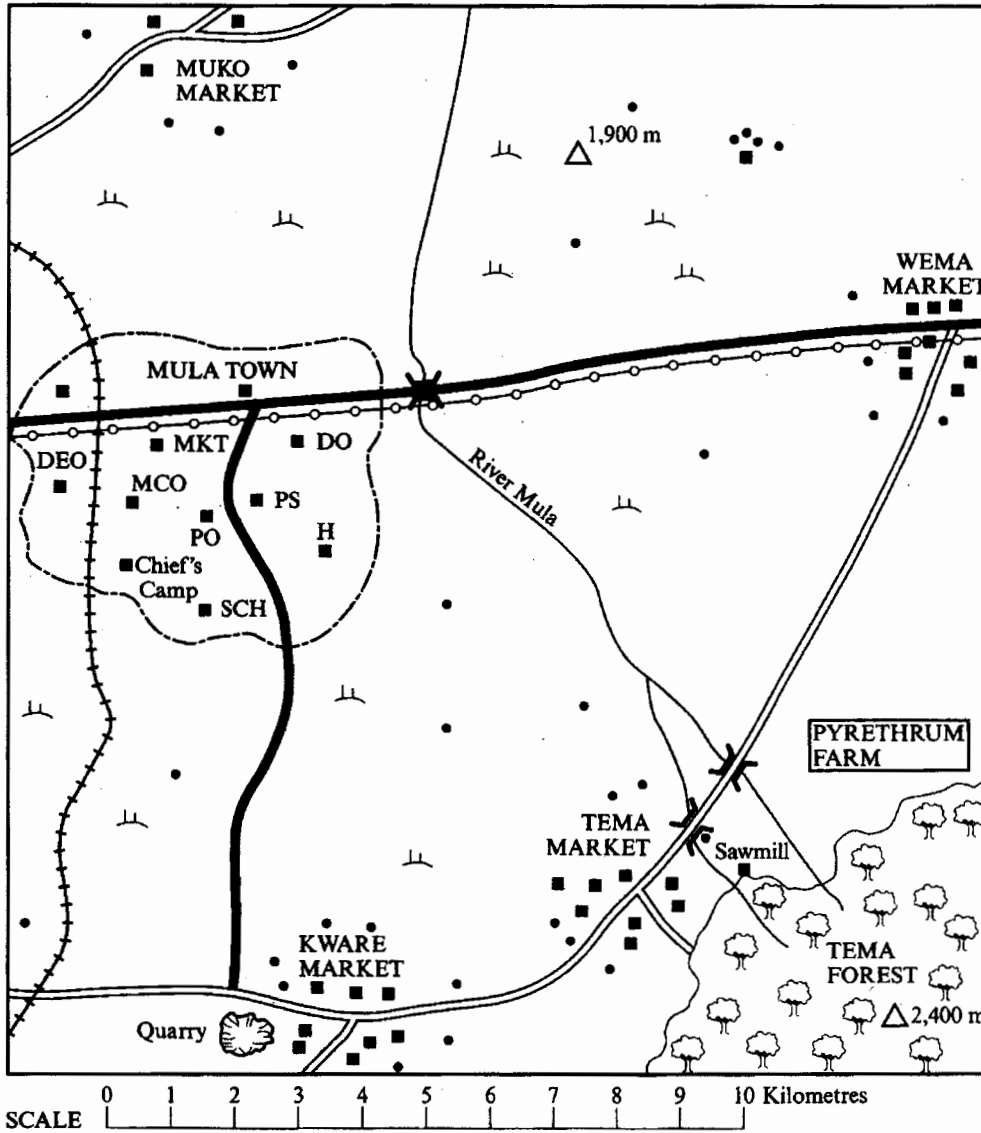 MUKO
MARKET
1,900 m
WEMA
MARKET
MULA TOWN
MKT
DO
DEO
MCO
PS
PO
H
River Mula
Chief's
Camp
SCH
PYRETHRUM
FARM
TEMA
MARKET
Sawmill
KWARE
MARKET
TEMA
FOREST
Quarry
2,400 m
0 1 2 3 4 5 6 7 8 9 10 Kilometres
SCALE